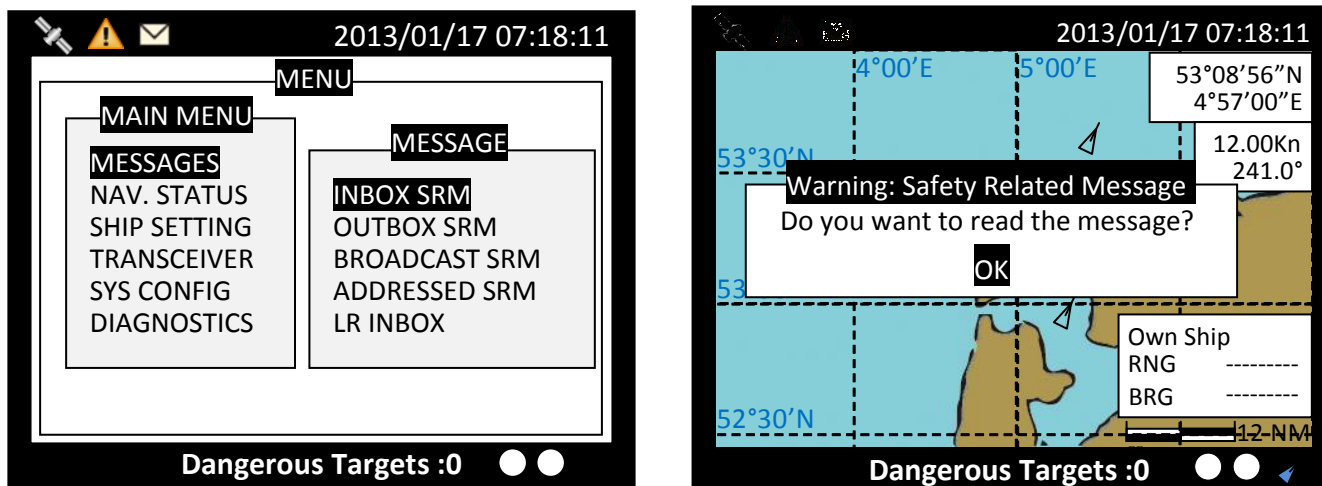 2013/01/17 07:18:11
MENU
MAIN MENU
MESSAGES
NAV. STATUS
SHIP SETTING
TRANSCEIVER
SYS CONFIG
DIAGNOSTICS
MESSAGE
INBOX SRM
OUTBOX SRM
BROADCAST SRM
ADDRESSED SRM
LR INBOX
Dangerous Targets :0
2013/01/17 07:18:11
4°00’E
5°00’E
53°08’56”N
4°57’00”E
12.00Kn
241.0°
53°30’N
Warning: Safety Related Message
Do you want to read the message?
OK
53
Own Ship
RNG ---------
BRG ---------
52°30’N
12 NM
Dangerous Targets :0